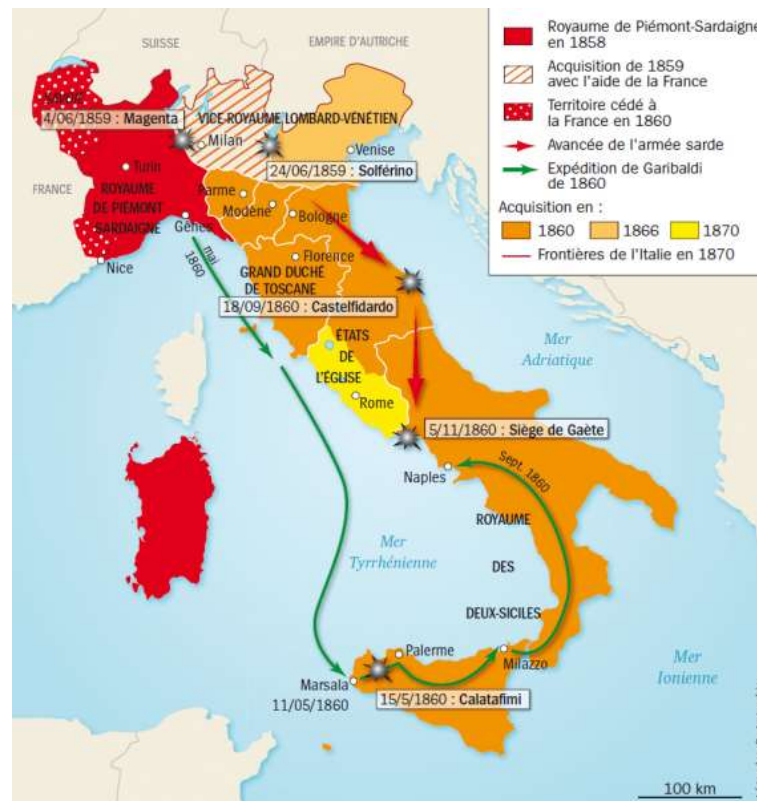 SUISSE
EMPIRE D'AUTRICHE
Royaume de Piémont-Sardaigne
en 1858
Acquisition de 1859
avec l'aide de la France
Territoire cédé à
la France en 1860
Avancée de l'armée sarde
Expédition de Garibaldi
de 1860
Acquisition en :
1860
1866
1870
Frontières de l'Italie en 1870
4/06/1859 : Magenta
VICE-ROYAUME LOMBARD-VÉNÉTIEN
Milan
Venise
24/06/1859 : Solférino
Turin
FRANCE
ROYAUME
DE PIÉMONT
SARDAIGNE
Parme
Modène
Bologne
Gênes
Nice
mai
1860
Florence
GRAND DUCHÉ
DE TOSCANE
18/09/1860 : Castelfidardo
ÉTATS
DE
L'ÉGLISE
Rome
Mer
Adriatique
5/11/1860 : Siège de Gaète
Naples
Sept. 1860
ROYAUME
DES
DEUX-SICILES
Mer
Tyrrhénienne
Palerme
Milazzo
Marsala
11/05/1860
15/5/1860 : Calatafimi
Mer
Ionienne
100 km